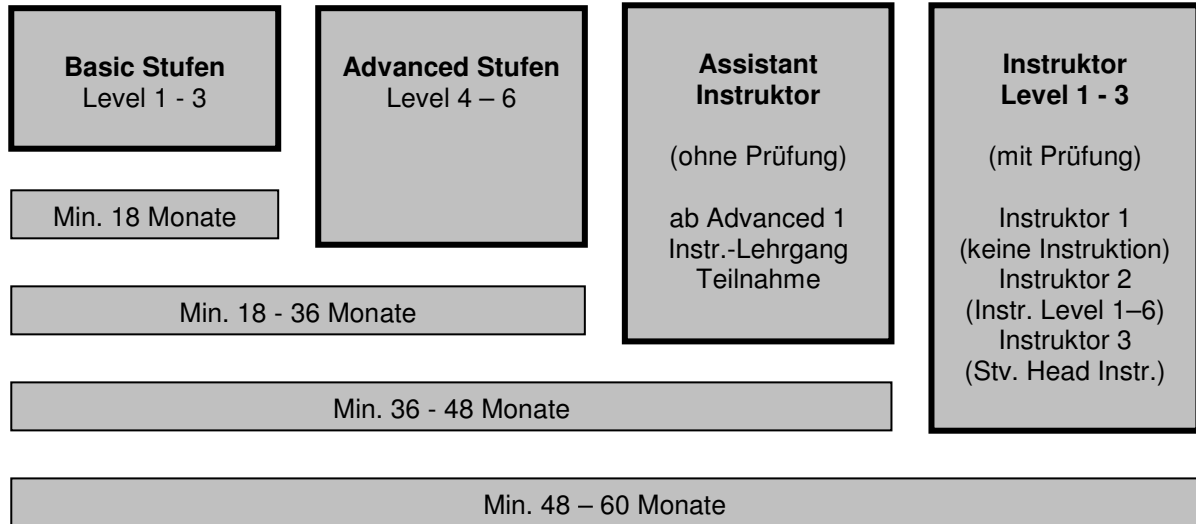 Basic Stufen
Level 1 - 3
Advanced Stufen
Level 4 – 6
Assistant
Instruktor
(ohne Prüfung)
ab Advanced 1
Instr.-Lehrgang
Teilnahme
Instruktor
Level 1 - 3
(mit Prüfung)
Instruktor 1
(keine Instruktion)
Instruktor 2
(Instr. Level 1–6)
Instruktor 3
(Stv. Head Instr.)
Min. 18 Monate
Min. 18 - 36 Monate
Min. 36 - 48 Monate
Min. 48 – 60 Monate